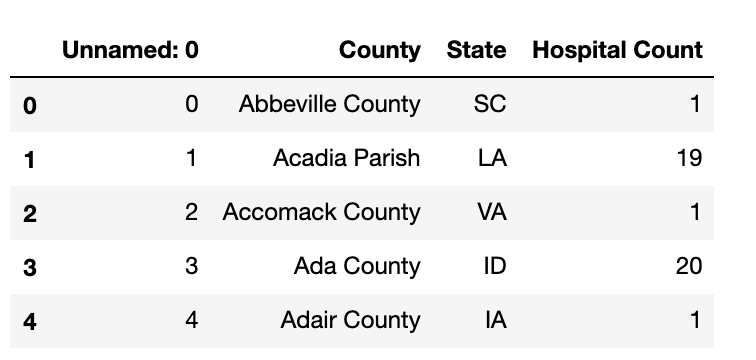 Unnamed: 0 County State Hospital Count
0 0 Abbeville County SC 1
1 1 Acadia Parish LA 19
2 2 Accomack County VA 1
3 3 Ada County ID 20
4 4 Adair County IA 1